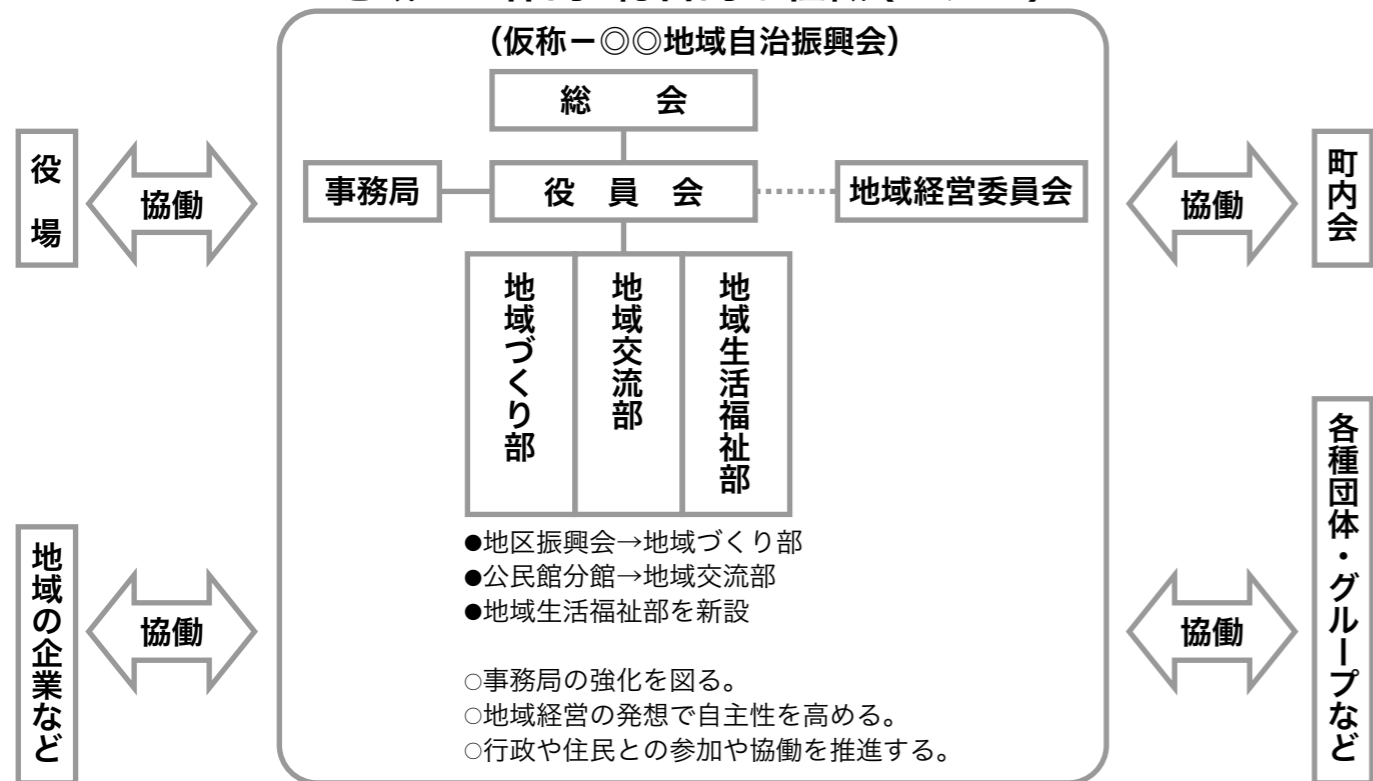 (仮称－◎◎地域自治振興会)
総　会
役場
協働
事務局
役員会
地域経営委員会
協働
町内会
地域づくり部
地域交流部
地域生活福祉部
●地区振興会→地域づくり部
●公民館分館→地域交流部
●地域生活福祉部を新設
地域の企業など
協働
協働
各種団体・グループなど
○事務局の強化を図る。
○地域経営の発想で自主性を高める。
○行政や住民との参加や協働を推進する。